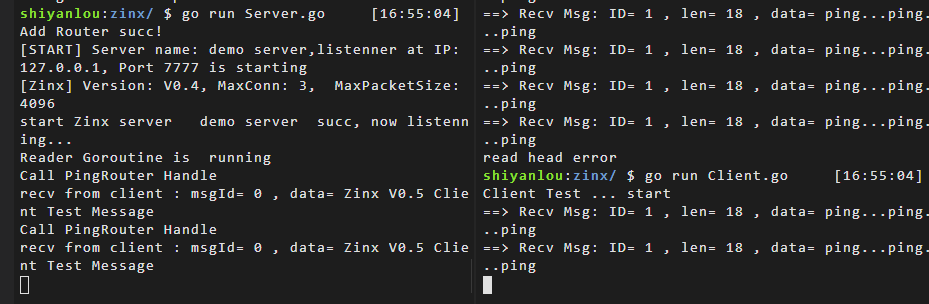 shiyanlou:zinx/ $ go run Server.go [16:55:04]
Add Router succ!
[START] Server name: demo server,listenner at IP:
127.0.0.1, Port 7777 is starting
[Zinx] Version: V0.4, MaxConn: 3,  MaxPacketSize:
4096
start Zinx server   demo server  succ, now listenn
ing...
Reader Goroutine is  running
Call PingRouter Handle
recv from client : msgId= 0 , data= Zinx V0.5 Clie
nt Test Message
Call PingRouter Handle
recv from client : msgId= 0 , data= Zinx V0.5 Clie
nt Test Message
==> Recv Msg: ID= 1 , len= 18 , data= ping...ping.
..ping
==> Recv Msg: ID= 1 , len= 18 , data= ping...ping.
..ping
==> Recv Msg: ID= 1 , len= 18 , data= ping...ping.
..ping
==> Recv Msg: ID= 1 , len= 18 , data= ping...ping.
..ping
read head error
shiyanlou:zinx/ $ go run Client.go [16:55:04]
Client Test ... start
==> Recv Msg: ID= 1 , len= 18 , data= ping...ping.
..ping
==> Recv Msg: ID= 1 , len= 18 , data= ping...ping.
..ping